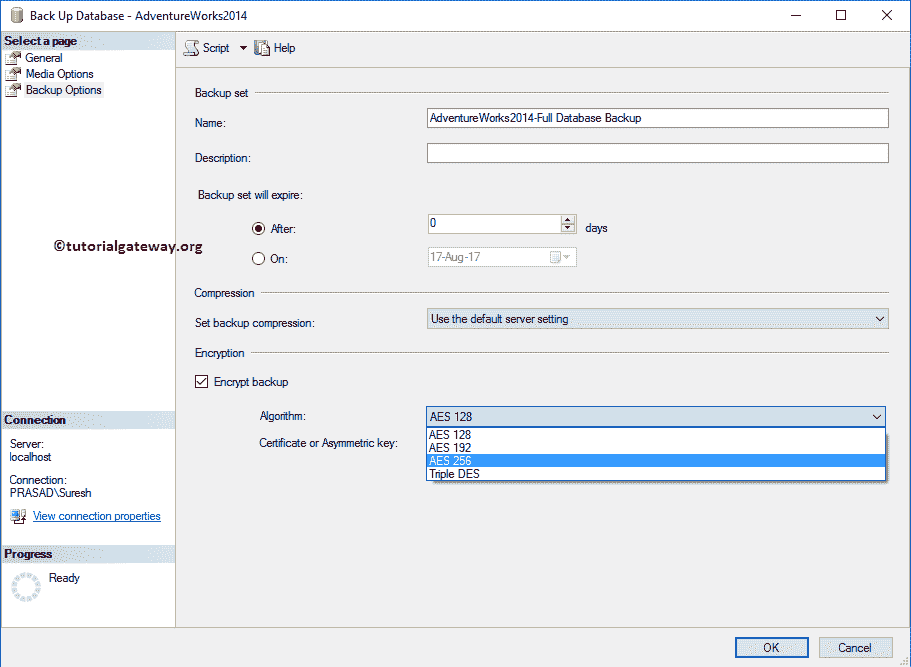 Back Up Database - AdventureWorks2014
Select a page
General
Media Options
Backup Options
Script
Help
Backup set
Name:
AdventureWorks2014-Full Database Backup
Description:
Backup set will expire:
After:
0
days
On:
17-Aug-17
©tutorialgateway.org
Compression
Set backup compression:
Use the default server setting
Encryption
Encrypt backup
Algorithm:
AES 128
AES 128
AES 192
AES 256
Triple DES
Certificate or Asymmetric key:
Connection
Server:
localhost
Connection:
PRASAD\Suresh
View connection properties
Progress
Ready
OK
Cancel